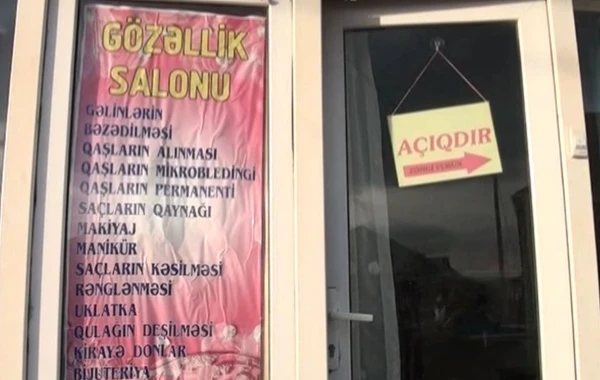 GÖZƏLLİK
SALONU
GƏLİNLƏRİN
BƏZƏDİLMƏSİ
QAŞLARIN ALINMASI
QAŞLARIN MİKROBLEDİNGİ
QAŞLARIN PERMANENTİ
SAÇLARIN QAYNAĞI
MAKİYAJ
MANİKÜR
SAÇLARIN KƏSİLMƏSİ
RƏNGLƏNMƏSİ
UKLATKA
QULAĞIN DEŞİLMƏSİ
KİRAYƏ DONLAR
BİJUTERİYA
AÇIQDIR